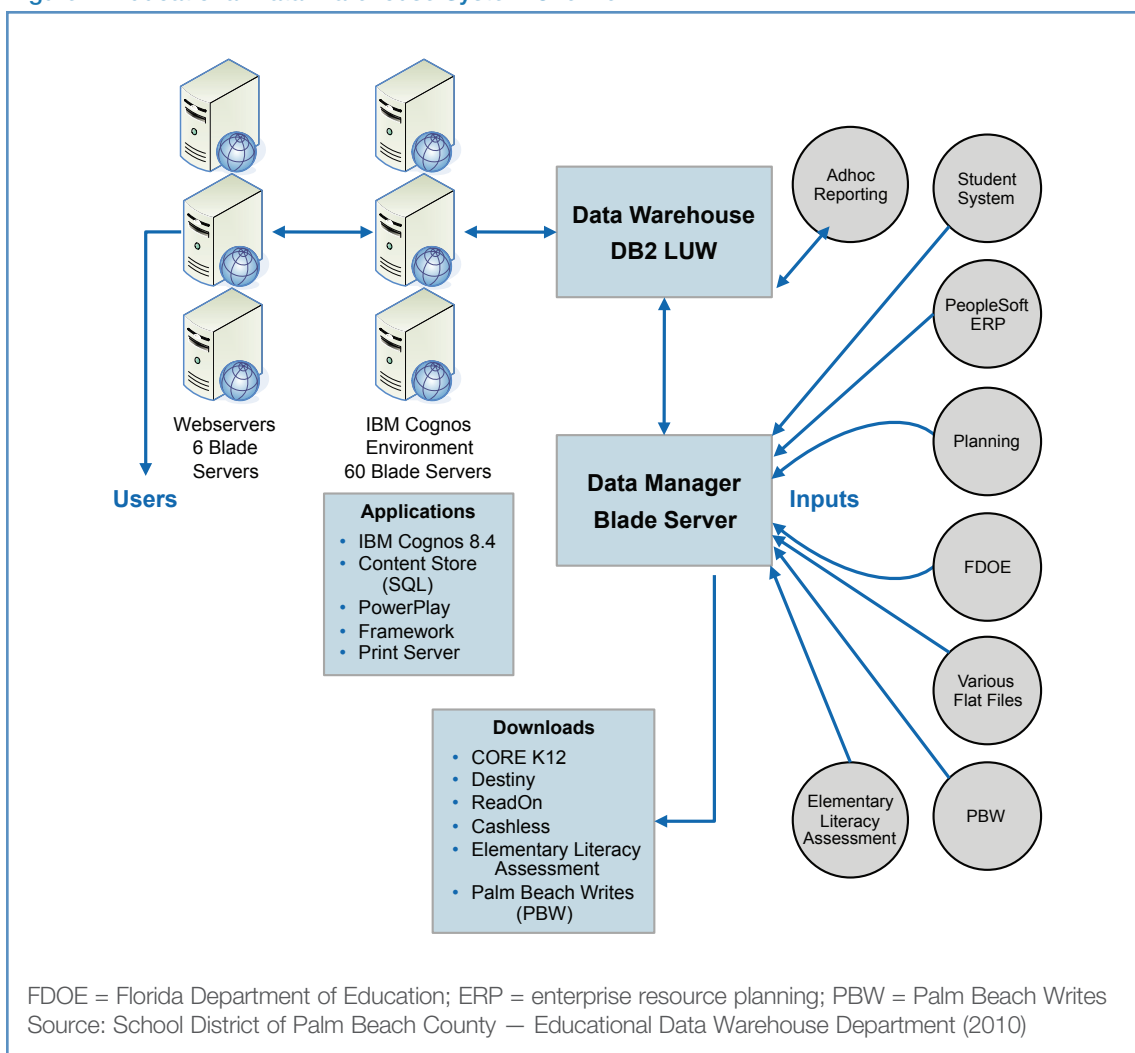 Data Warehouse
DB2 LUW
Adhoc
Reporting
Student
System
PeopleSoft
ERP
Webservers
6 Blade
Servers
IBM Cognos
Environment
60 Blade Servers
Users
Data Manager
Blade Server
Inputs
Planning
Applications
• IBM Cognos 8.4
• Content Store
(SQL)
• PowerPlay
• Framework
• Print Server
FDOE
Various
Flat Files
Downloads
• CORE K12
• Destiny
• ReadOn
• Cashless
• Elementary Literacy
Assessment
• Palm Beach Writes
(PBW)
Elementary
Literacy
Assessment
PBW
FDOE = Florida Department of Education; ERP = enterprise resource planning; PBW = Palm Beach Writes
Source: School District of Palm Beach County — Educational Data Warehouse Department (2010)